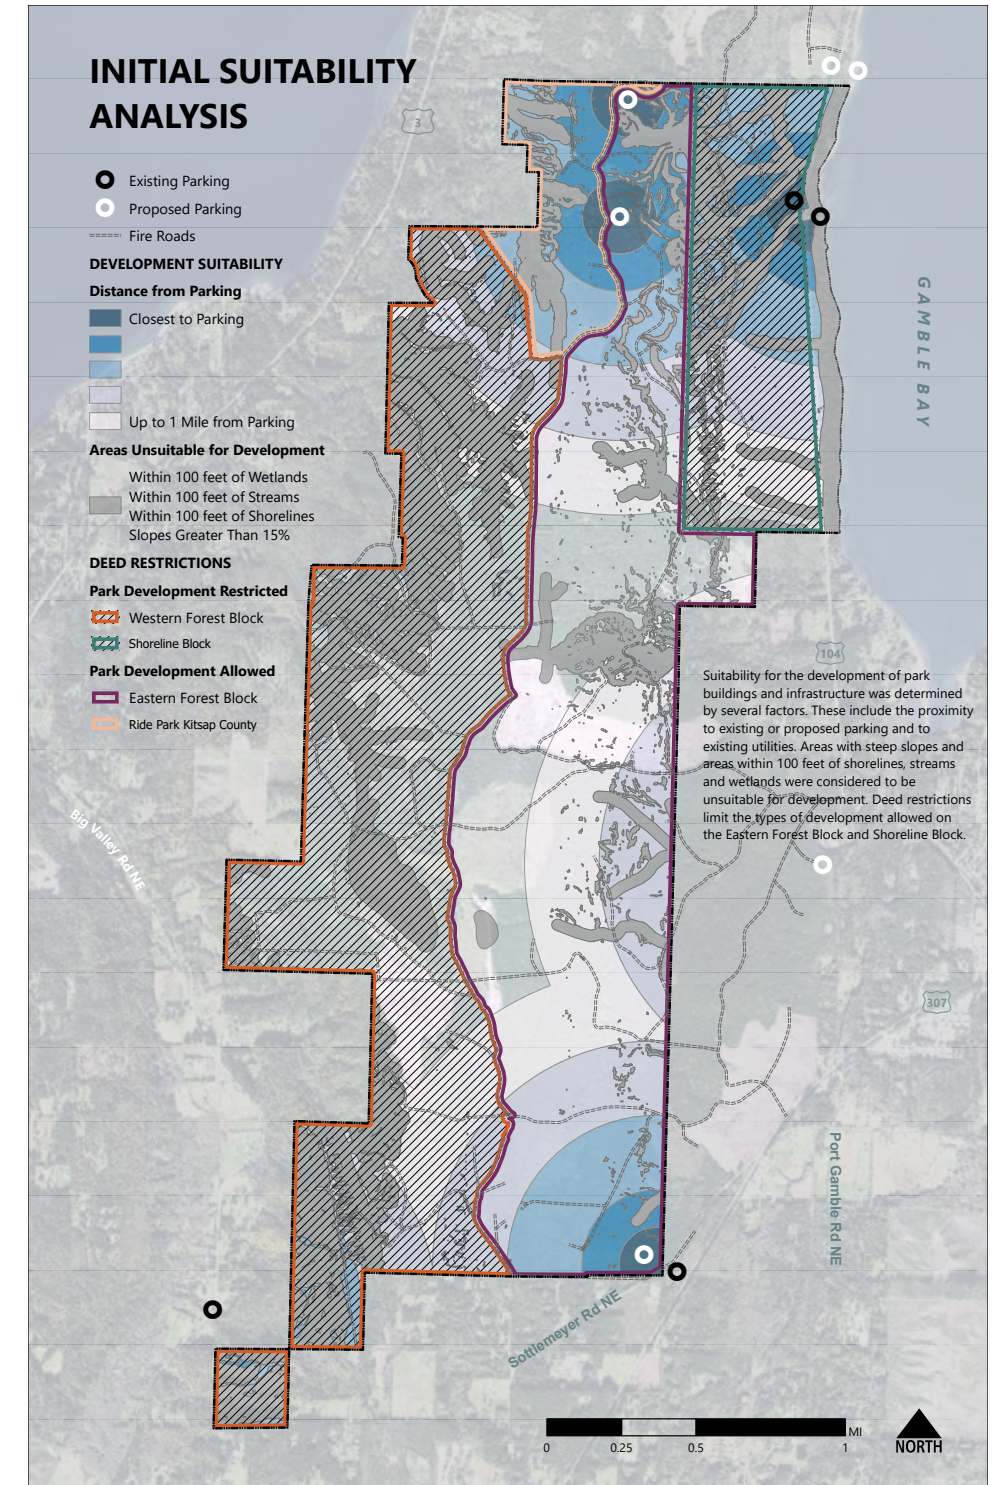 INITIAL SUITABILITY
ANALYSIS
3
Existing Parking
Proposed Parking
Fire Roads
DEVELOPMENT SUITABILITY
Distance from Parking
Closest to Parking
Up to 1 Mile from Parking
Areas Unsuitable for Development
Within 100 feet of Wetlands
Within 100 feet of Streams
Within 100 feet of Shorelines
Slopes Greater Than 15%
DEED RESTRICTIONS
Park Development Restricted
Western Forest Block
Shoreline Block
Park Development Allowed
Eastern Forest Block
Ride Park Kitsap County
GAMBLE BAY
104
Suitability for the development of park
buildings and infrastructure was determined
by several factors. These include the proximity
to existing or proposed parking and to
existing utilities. Areas with steep slopes and
areas within 100 feet of shorelines, streams
and wetlands were considered to be
unsuitable for development. Deed restrictions
limit the types of development allowed on
the Eastern Forest Block and Shoreline Block.
Big Valley Rd NE
307
Port Gamble Rd NE
Sottlemeyer Rd NE
MI
0 0.25 0.5 1
NORTH